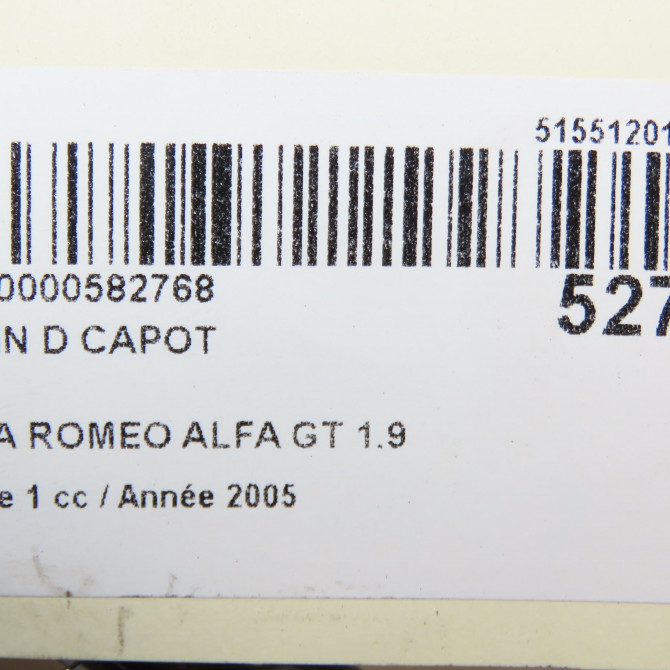 51551201
0000582768
527
N D CAPOT
A ROMEO ALFA GT 1.9
e 1 cc / Année 2005